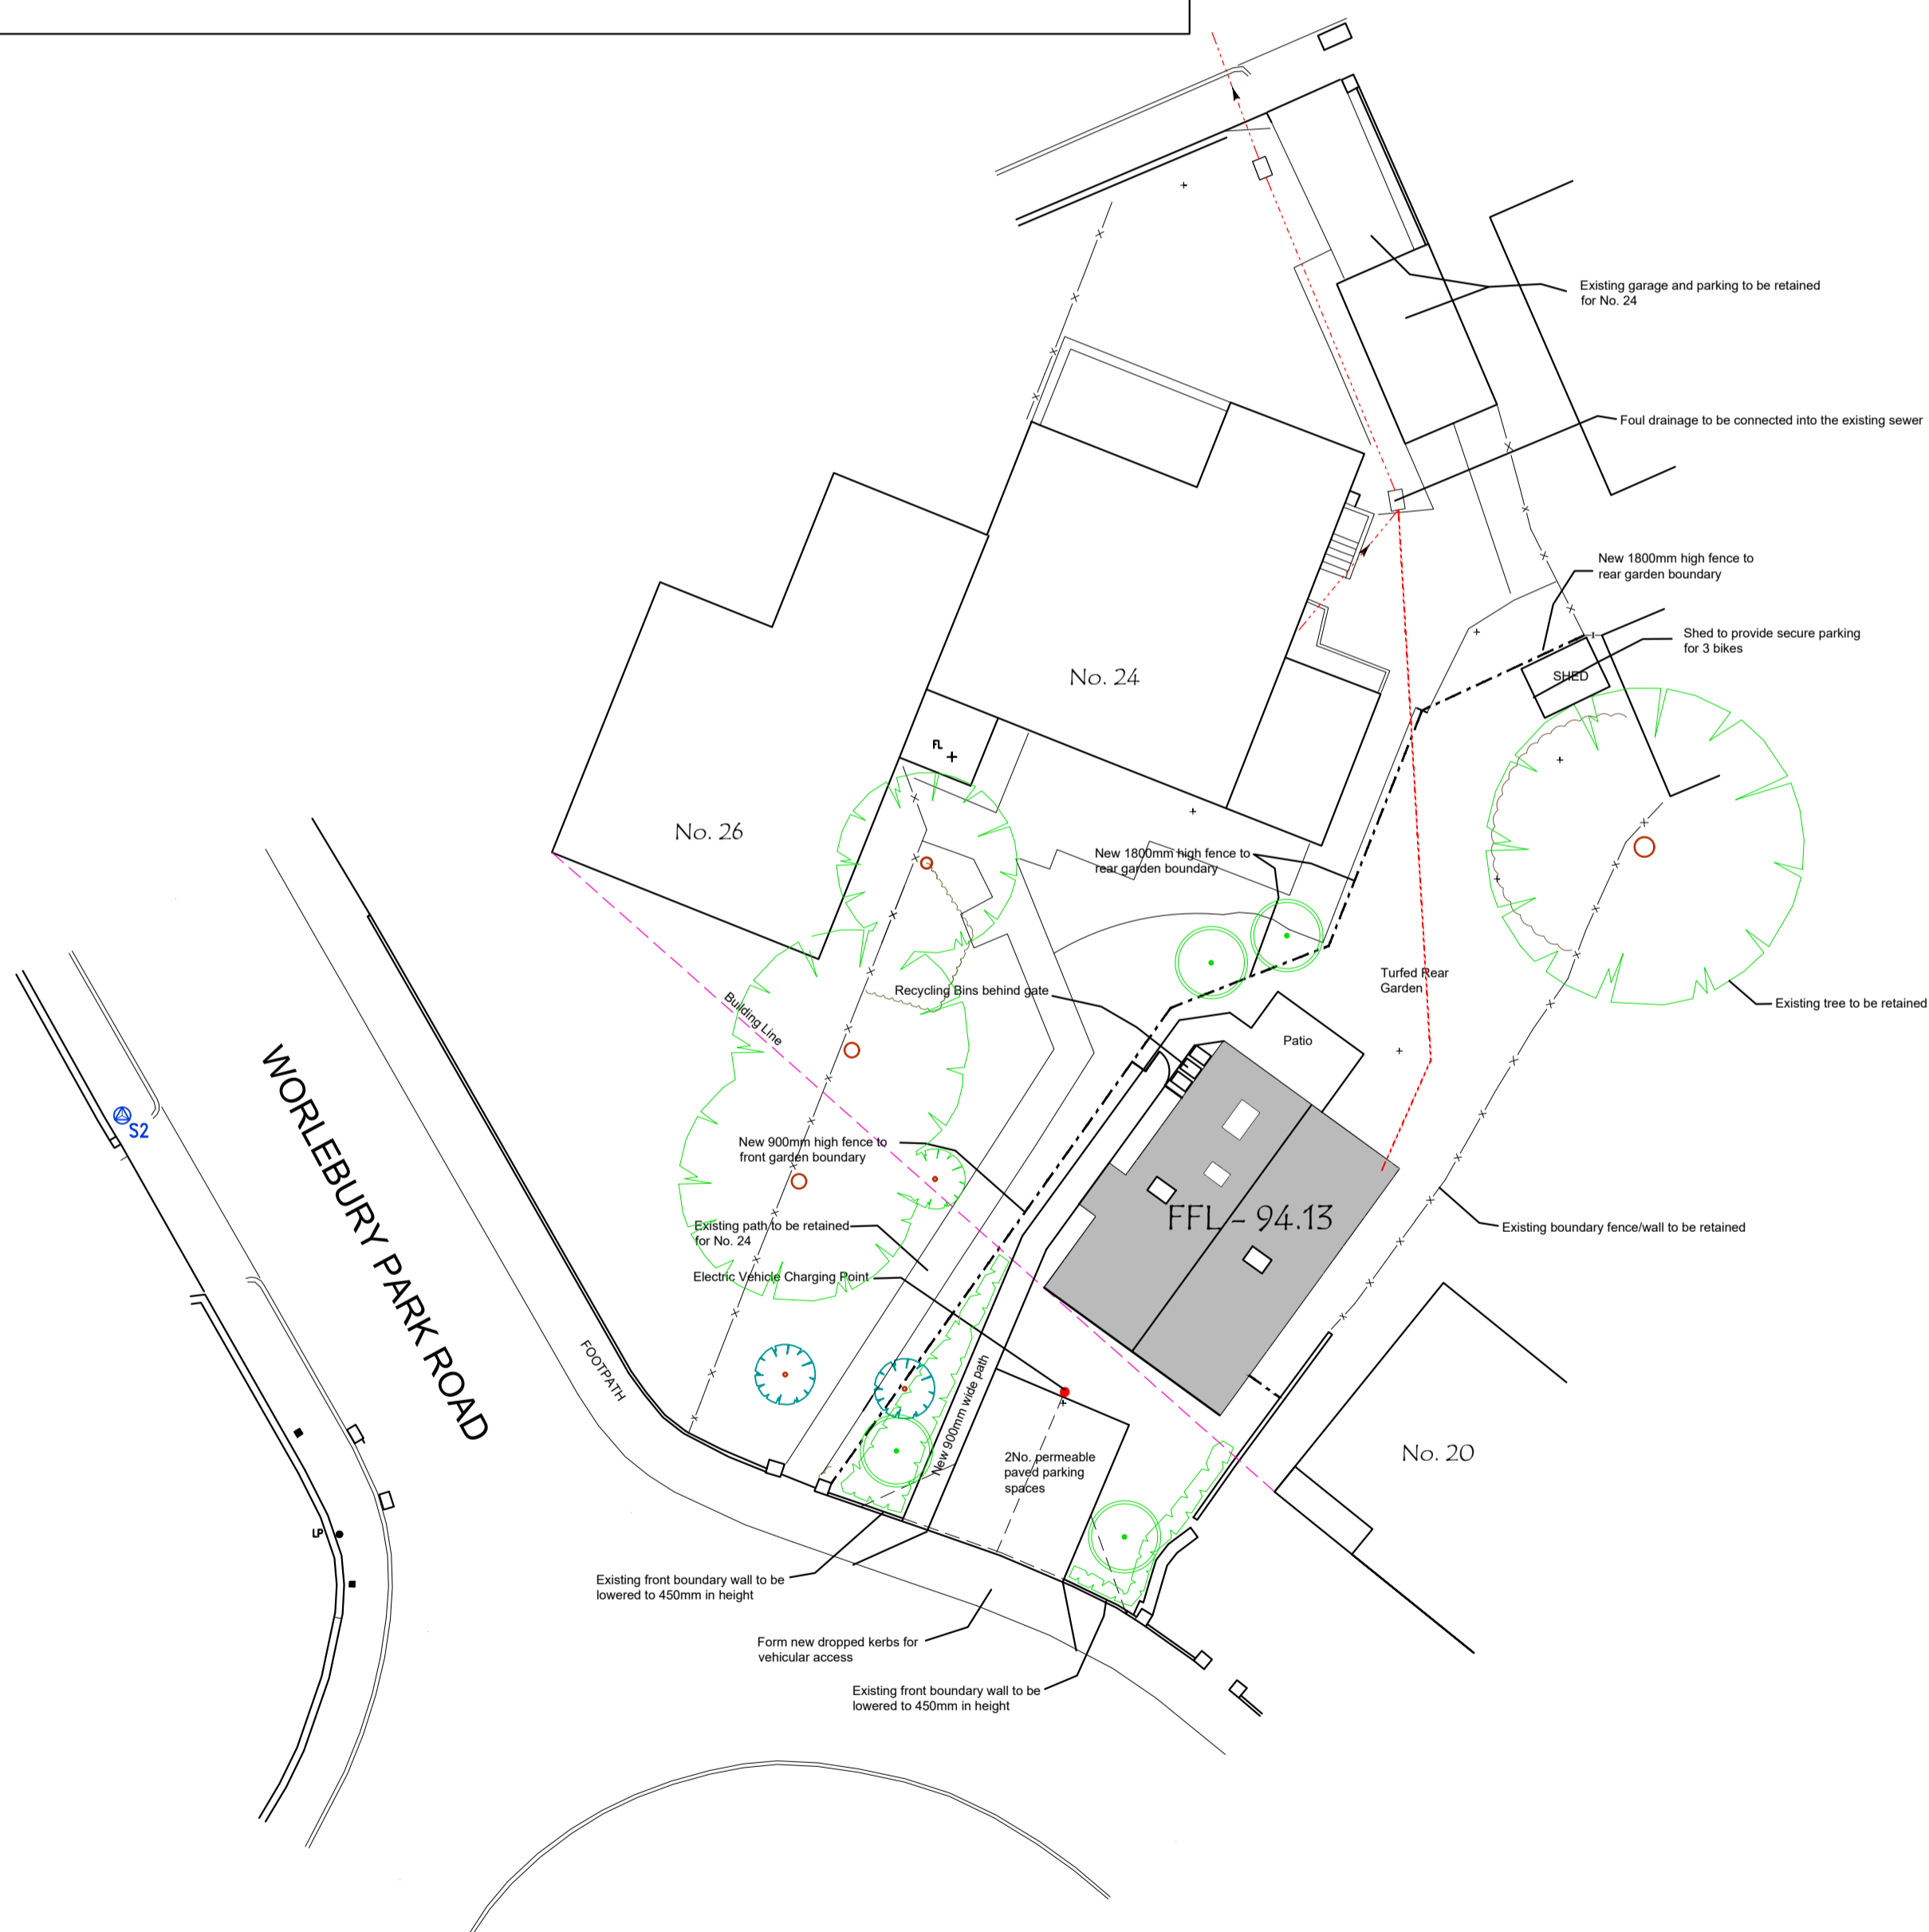 Existing garage and parking to be retained
for No. 24
Foul drainage to be connected into the existing sewer
New 1800mm high fence to
rear garden boundary
Shed to provide secure parking
for 3 bikes
SHED
No. 24
FL
No. 26
New 1800mm high fence to
rear garden boundary
Turfed Rear
Garden
Recycling Bins behind gate
Existing tree to be retained
Building Line
Patio
S2
WORLEBURY PARK ROAD
New 900mm high fence to
front garden boundary
FFL - 94.13
Existing path to be retained
for No. 24
Existing boundary fence/wall to be retained
Electric Vehicle Charging Point
FOOTPATH
New 900mm wide path
2No. permeable
paved parking
spaces
No. 20
LP
Existing front boundary wall to be
lowered to 450mm in height
Form new dropped kerbs for
vehicular access
Existing front boundary wall to be
lowered to 450mm in height